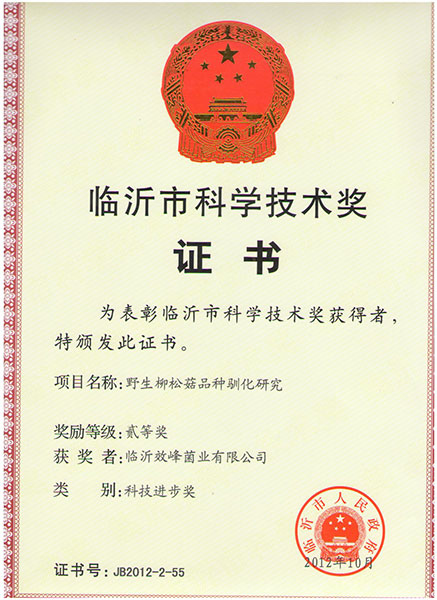 临沂市科学技术奖
证书
为表彰临沂市科学技术奖获得者，
特颁发此证书。
项目名称：野生柳松菇品种驯化研究
奖励等级：贰等奖
获奖者：临沂效峰菌业有限公司
类别：科技进步奖
临沂市人民政府
2012年10月
证书号：JB2012-2-55